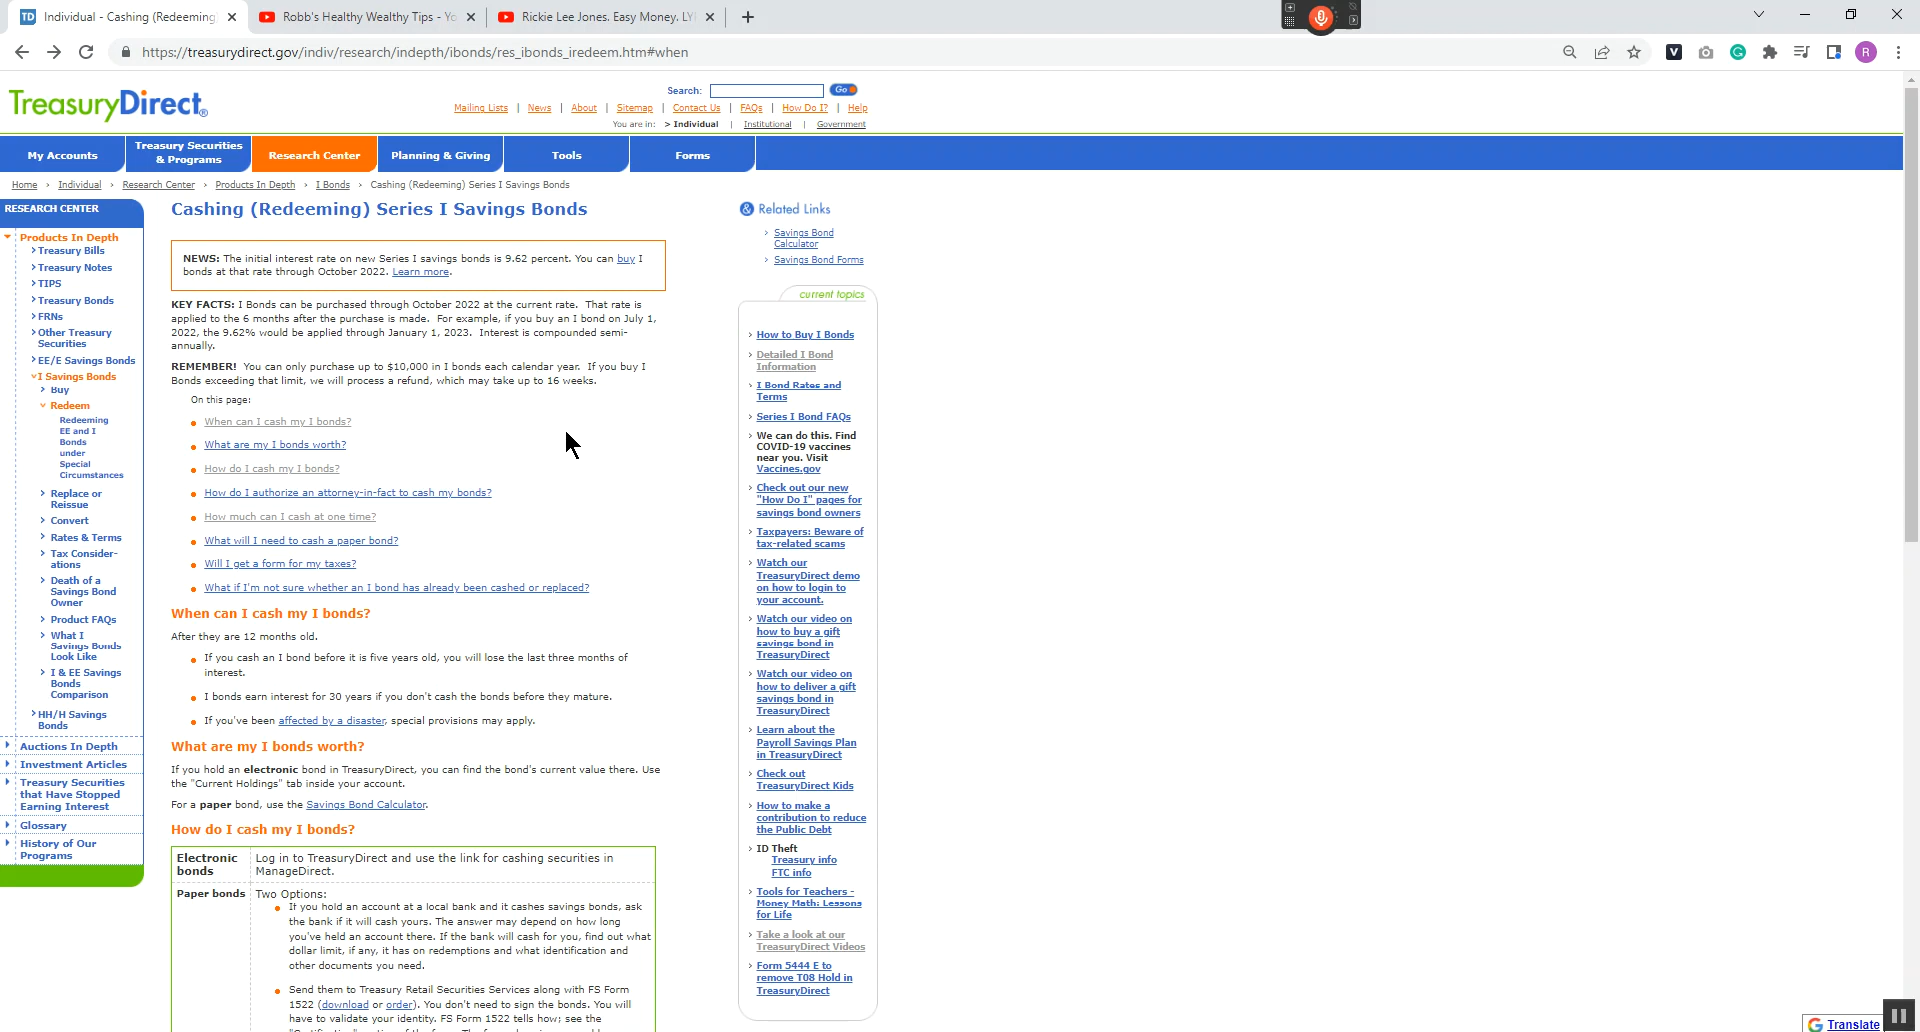 Individual - Cashing (Redeeming
Robb's Healthy Wealthy Tips - Yo
Rickie Lee Jones. Easy Money. LY
https://treasurydirect.gov/indiv/research/indepth/ibonds/res_ibonds_iredeem.htm#when
R
TreasuryDirect®
Search:
Go
Mailing Lists | News | About | Sitemap | Contact Us | FAQs | How Do I? | Help
You are in: > Individual | Institutional | Government
My Accounts
Treasury Securities
& Programs
Research Center
Planning & Giving
Tools
Forms
Home › Individual › Research Center › Products In Depth › I Bonds › Cashing (Redeeming) Series I Savings Bonds
RESEARCH CENTER
Products In Depth
Treasury Bills
Treasury Notes
TIPS
Treasury Bonds
FRNs
Other Treasury
Securities
EE/E Savings Bonds
I Savings Bonds
Buy
Redeem
Redeeming
EE and I
Bonds
under
Special
Circumstances
Replace or
Reissue
Convert
Rates & Terms
Tax Consider-
ations
Death of a
Savings Bond
Owner
Product FAQs
What I
Savings Bonds
Look Like
I & EE Savings
Bonds
Comparison
HH/H Savings
Bonds
Auctions In Depth
Investment Articles
Treasury Securities
that Have Stopped
Earning Interest
Glossary
History of Our
Programs
Cashing (Redeeming) Series I Savings Bonds
NEWS: The initial interest rate on new Series I savings bonds is 9.62 percent. You can buy I
bonds at that rate through October 2022. Learn more.
KEY FACTS: I Bonds can be purchased through October 2022 at the current rate. That rate is
applied to the 6 months after the purchase is made. For example, if you buy an I bond on July 1,
2022, the 9.62% would be applied through January 1, 2023. Interest is compounded semi-
annually.
REMEMBER! You can only purchase up to $10,000 in I bonds each calendar year. If you buy I
Bonds exceeding that limit, we will process a refund, which may take up to 16 weeks.
On this page:
When can I cash my I bonds?
What are my I bonds worth?
How do I cash my I bonds?
How do I authorize an attorney-in-fact to cash my bonds?
How much can I cash at one time?
What will I need to cash a paper bond?
Will I get a form for my taxes?
What if I'm not sure whether an I bond has already been cashed or replaced?
When can I cash my I bonds?
After they are 12 months old.
If you cash an I bond before it is five years old, you will lose the last three months of
interest.
I bonds earn interest for 30 years if you don't cash the bonds before they mature.
If you've been affected by a disaster, special provisions may apply.
What are my I bonds worth?
If you hold an electronic bond in TreasuryDirect, you can find the bond's current value there. Use
the "Current Holdings" tab inside your account.
For a paper bond, use the Savings Bond Calculator.
How do I cash my I bonds?
Electronic
bonds
Log in to TreasuryDirect and use the link for cashing securities in
ManageDirect.
Paper bonds
Two Options:
If you hold an account at a local bank and it cashes savings bonds, ask
the bank if it will cash yours. The answer may depend on how long
you've held an account there. If the bank will cash for you, find out what
dollar limit, if any, it has on redemptions and what identification and
other documents you need.
Send them to Treasury Retail Securities Services along with FS Form
1522 (download or order). You don't need to sign the bonds. You will
have to validate your identity. FS Form 1522 tells how; see the
& Related Links
Savings Bond
Calculator
Savings Bond Forms
current topics
How to Buy I Bonds
Detailed I Bond
Information
I Bond Rates and
Terms
Series I Bond FAQs
We can do this. Find
COVID-19 vaccines
near you. Visit
Vaccines.gov
Check out our new
"How Do I" pages for
savings bond owners
Taxpayers: Beware of
tax-related scams
Watch our
TreasuryDirect demo
on how to login to
your account.
Watch our video on
how to buy a gift
savings bond in
TreasuryDirect
Watch our video on
how to deliver a gift
savings bond in
TreasuryDirect
Learn about the
Payroll Savings Plan
in TreasuryDirect
Check out
TreasuryDirect Kids
How to make a
contribution to reduce
the Public Debt
ID Theft
Treasury info
FTC info
Tools for Teachers -
Money Math: Lessons
for Life
Take a look at our
TreasuryDirect Videos
Form 5444 E to
remove T08 Hold in
TreasuryDirect
Translate